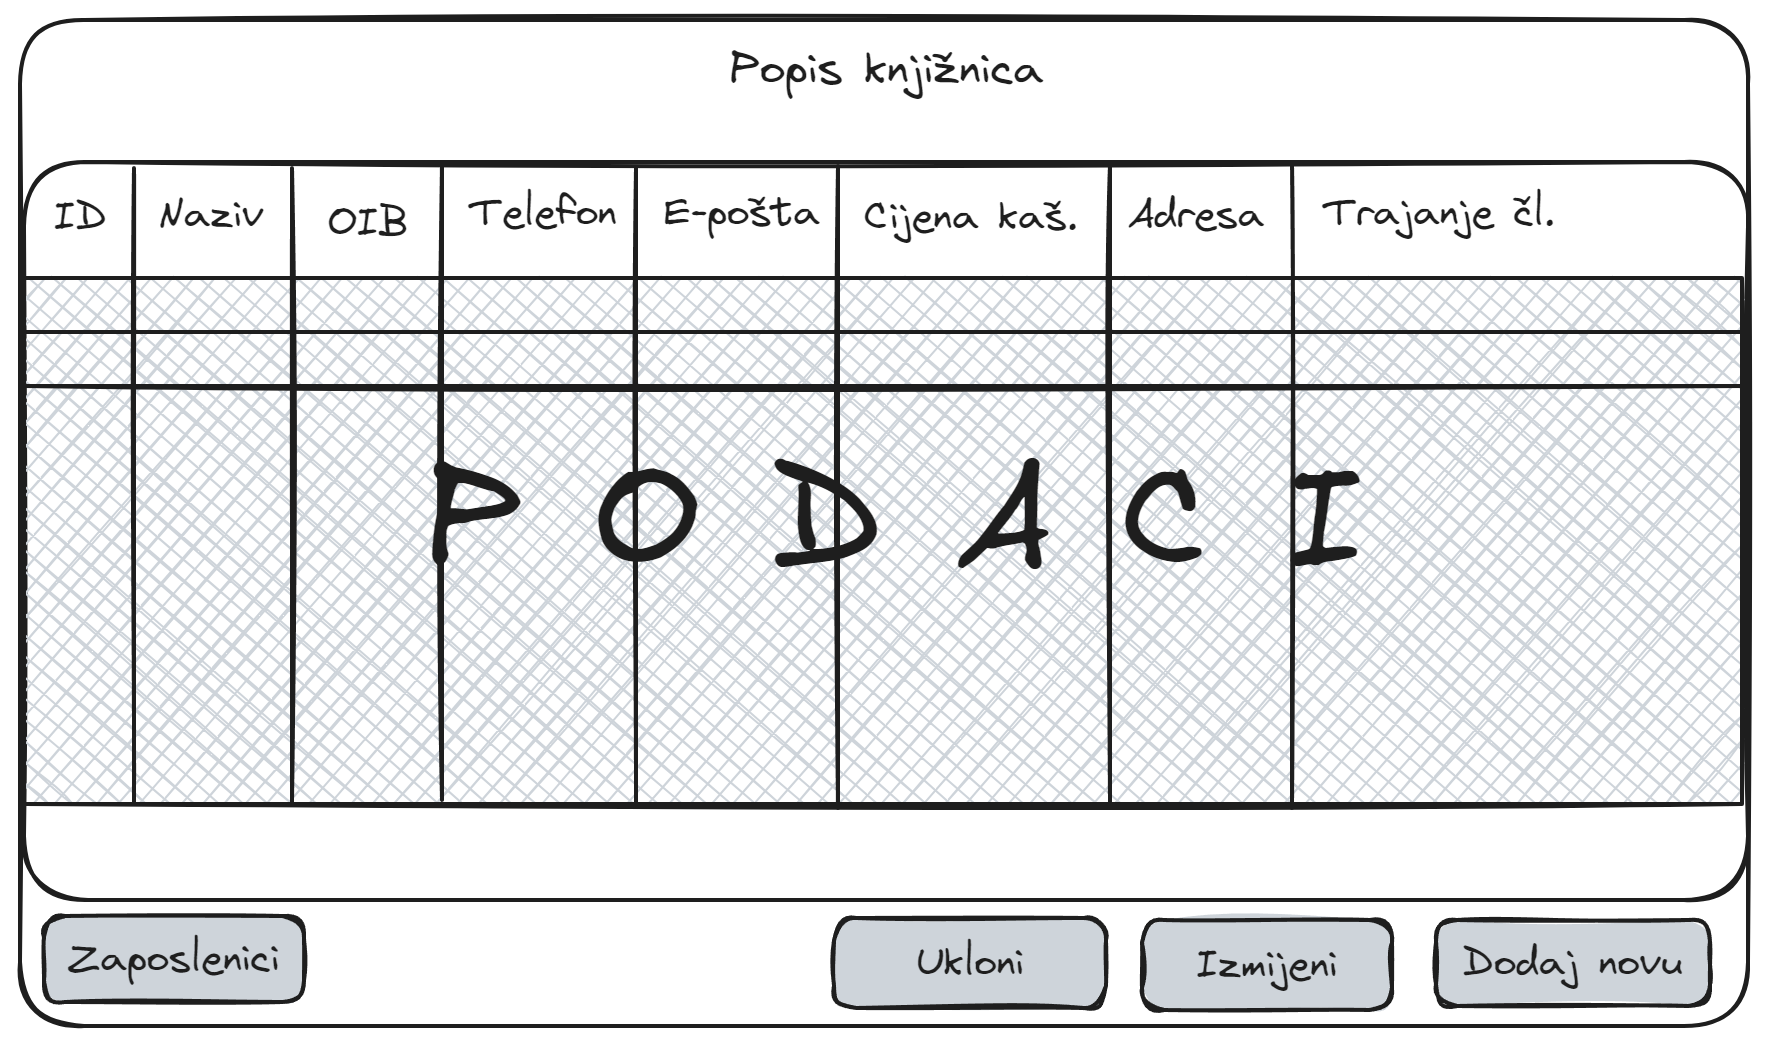 Popis knjižnica
ID Naziv OIB Telefon E-pošta Cijena kaš. Adresa Trajanje čl.
P O D A C I
Zaposlenici Ukloni Izmijeni Dodaj novu